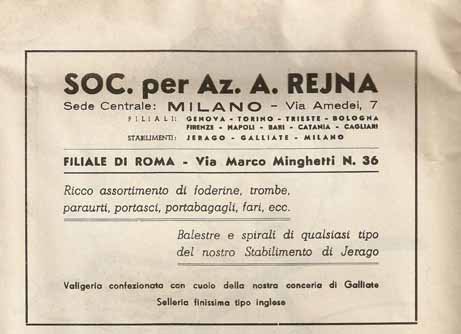 SOC. per Az. A. REJNA
Sede Centrale: MILANO - Via Amedei, 7
FILIALI: GENOVA - TORINO - TRIESTE - BOLOGNA
FIRENZE - NAPOLI - BARI - CATANIA - CAGLIARI
STABILIMENTI: JERAGO - GALLIATE - MILANO
FILIALE DI ROMA - Via Marco Minghetti N. 36
Ricco assortimento di foderine, trombe,
paraurti, portasci, portabagagli, fari, ecc.
Balestre e spirali di qualsiasi tipo
del nostro Stabilimento di Jerago
Valigeria confezionata con cuoio della nostra conceria di Galliate
Selleria finissima tipo inglese